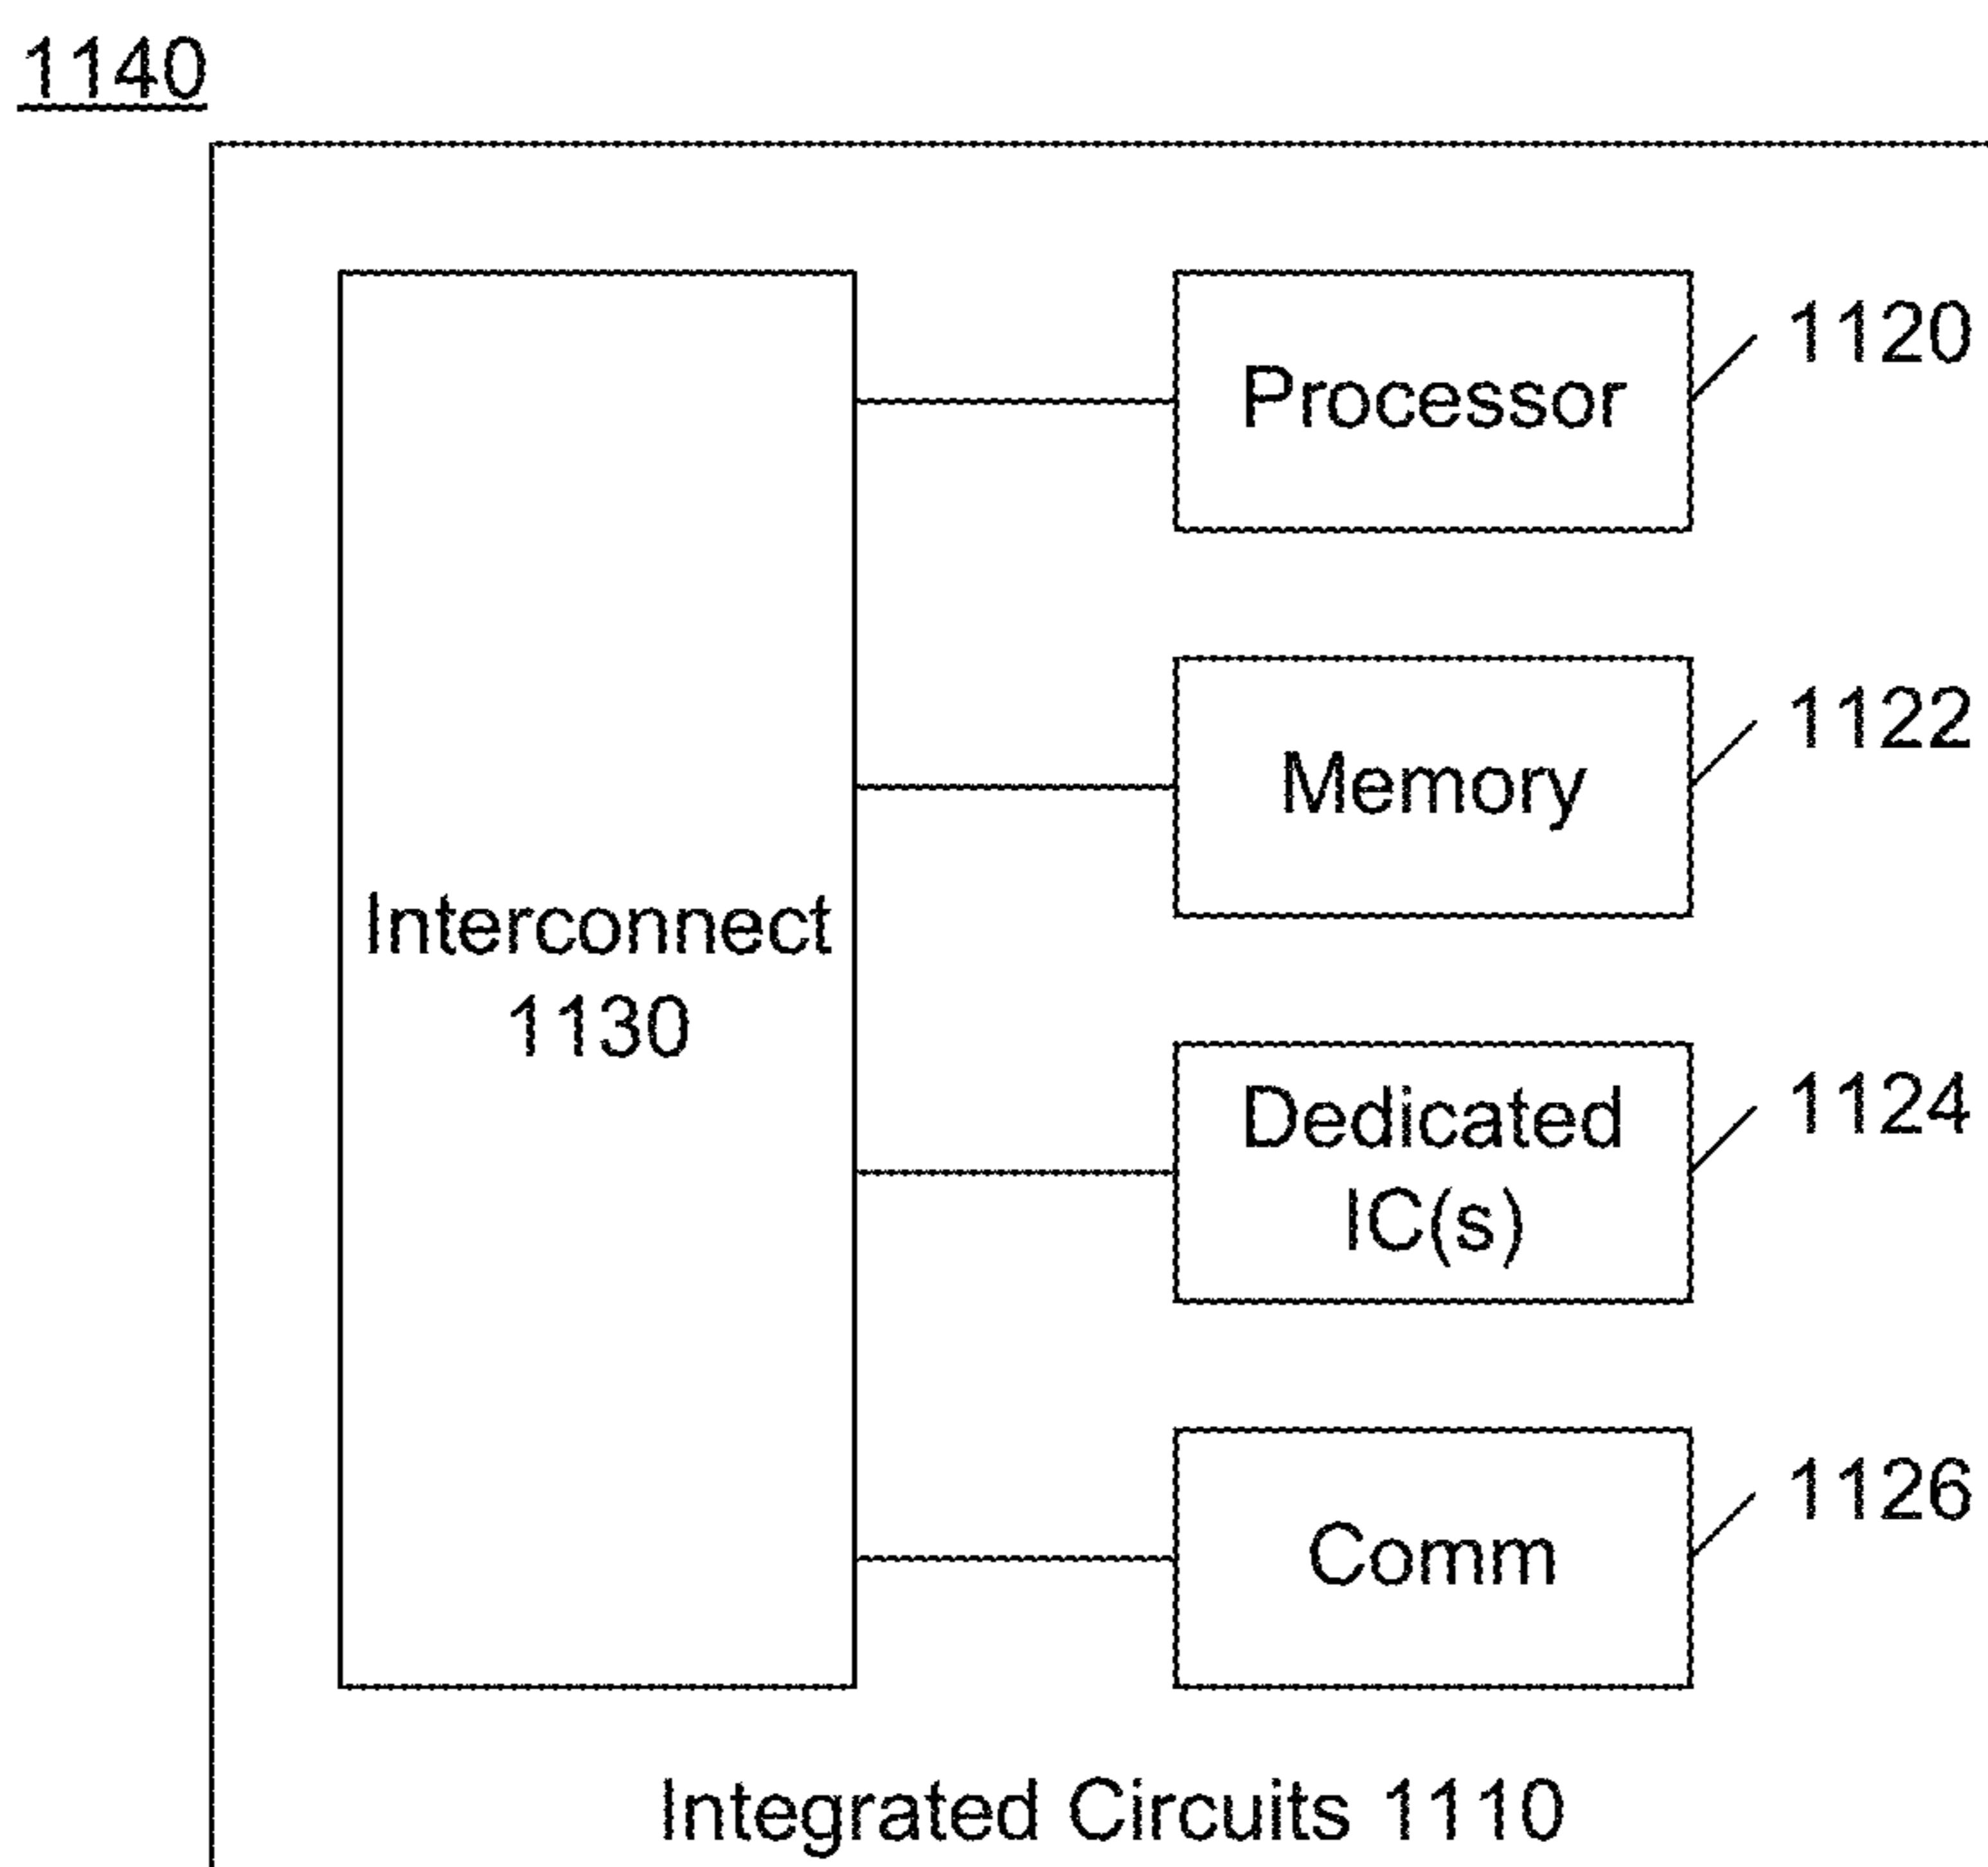 1140
Processor
1120
Memory
1122
Interconnect
1130
Dedicated
IC(s)
1124
Comm
1126
Integrated Circuits 1110